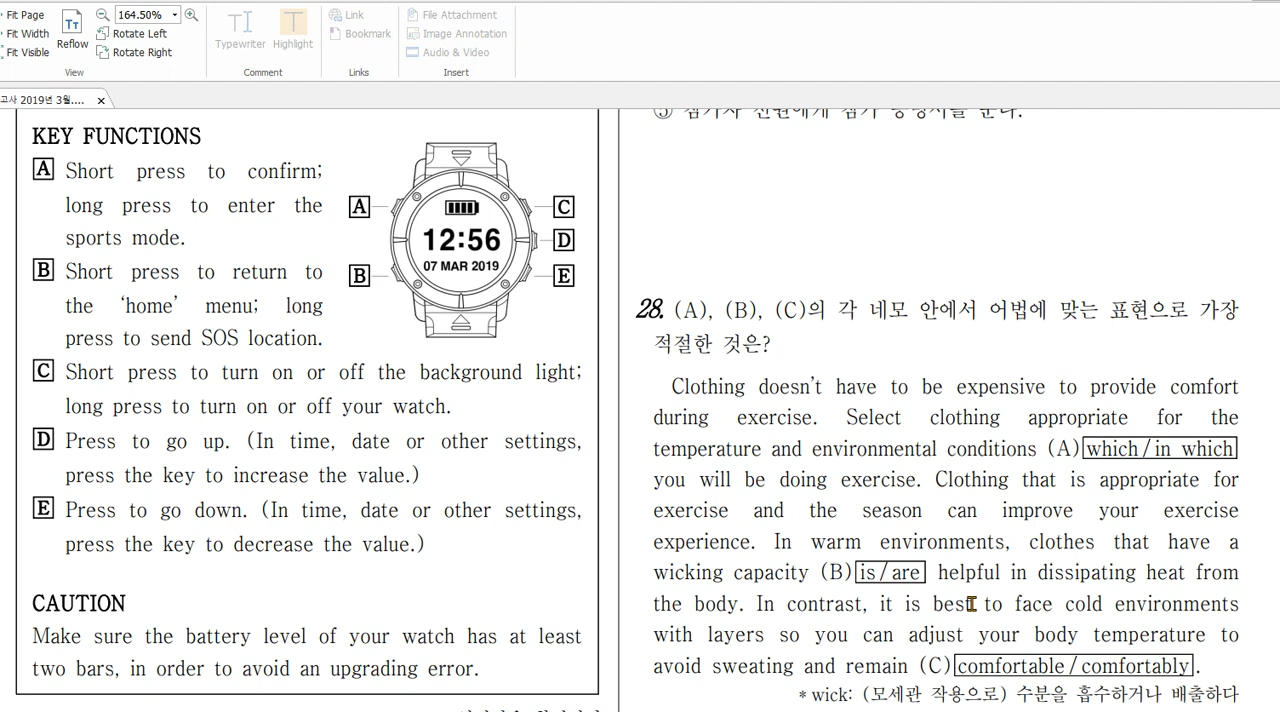 Fit Page
Fit Width
Fit Visible
Reflow
164.50%
Rotate Left
Rotate Right
View
Typewriter
Highlight
Comment
Link
Bookmark
Links
File Attachment
Image Annotation
Audio & Video
Insert
고사 2019년 3월....
KEY FUNCTIONS
A Short press to confirm;
long press to enter the
sports mode.
B Short press to return to
the ‘home’ menu; long
press to send SOS location.
A
B
C
D
E
12:56
07 MAR 2019
C Short press to turn on or off the background light;
long press to turn on or off your watch.
D Press to go up. (In time, date or other settings,
press the key to increase the value.)
E Press to go down. (In time, date or other settings,
press the key to decrease the value.)
CAUTION
Make sure the battery level of your watch has at least
two bars, in order to avoid an upgrading error.
28. (A), (B), (C)의 각 네모 안에서 어법에 맞는 표현으로 가장
적절한 것은?
Clothing doesn’t have to be expensive to provide comfort
during exercise. Select clothing appropriate for the
temperature and environmental conditions (A) which / in which
you will be doing exercise. Clothing that is appropriate for
exercise and the season can improve your exercise
experience. In warm environments, clothes that have a
wicking capacity (B) is / are helpful in dissipating heat from
the body. In contrast, it is best to face cold environments
with layers so you can adjust your body temperature to
avoid sweating and remain (C) comfortable / comfortably.
* wick: (모세관 작용으로) 수분을 흡수하거나 배출하다